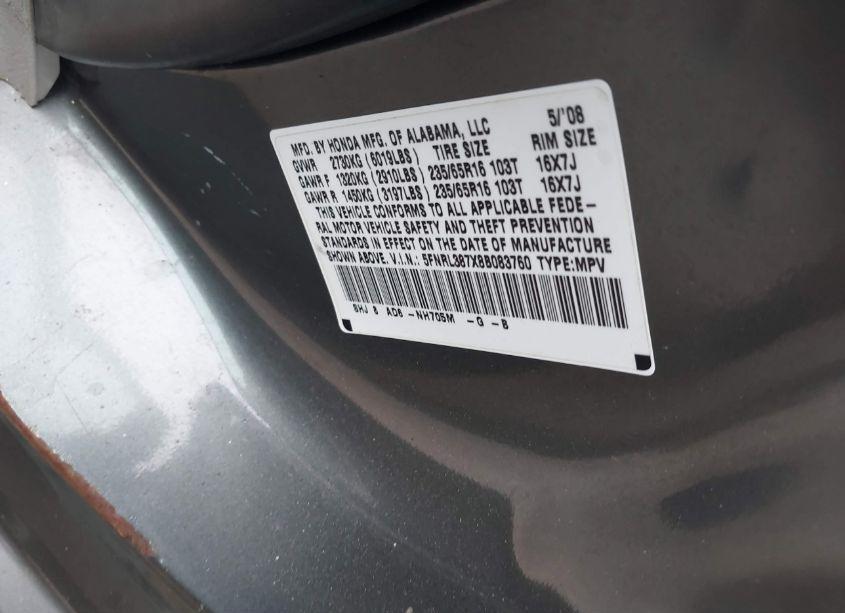 MFD. BY HONDA MFG. OF ALABAMA, LLC 5/'08
GVWR 2730KG (6019LBS) TIRE SIZE RIM SIZE
GAWR F 1320KG (2910LBS) 235/65R16 103T 16X7J
GAWR R 1450KG (3197LBS) 235/65R16 103T 16X7J
THIS VEHICLE CONFORMS TO ALL APPLICABLE FEDE-
RAL MOTOR VEHICLE SAFETY AND THEFT PREVENTION
STANDARDS IN EFFECT ON THE DATE OF MANUFACTURE
SHOWN ABOVE. V.I.N.: 5FNRL387X8B083760 TYPE:MPV
SHJ 8 AD6 -NH705M -G -B